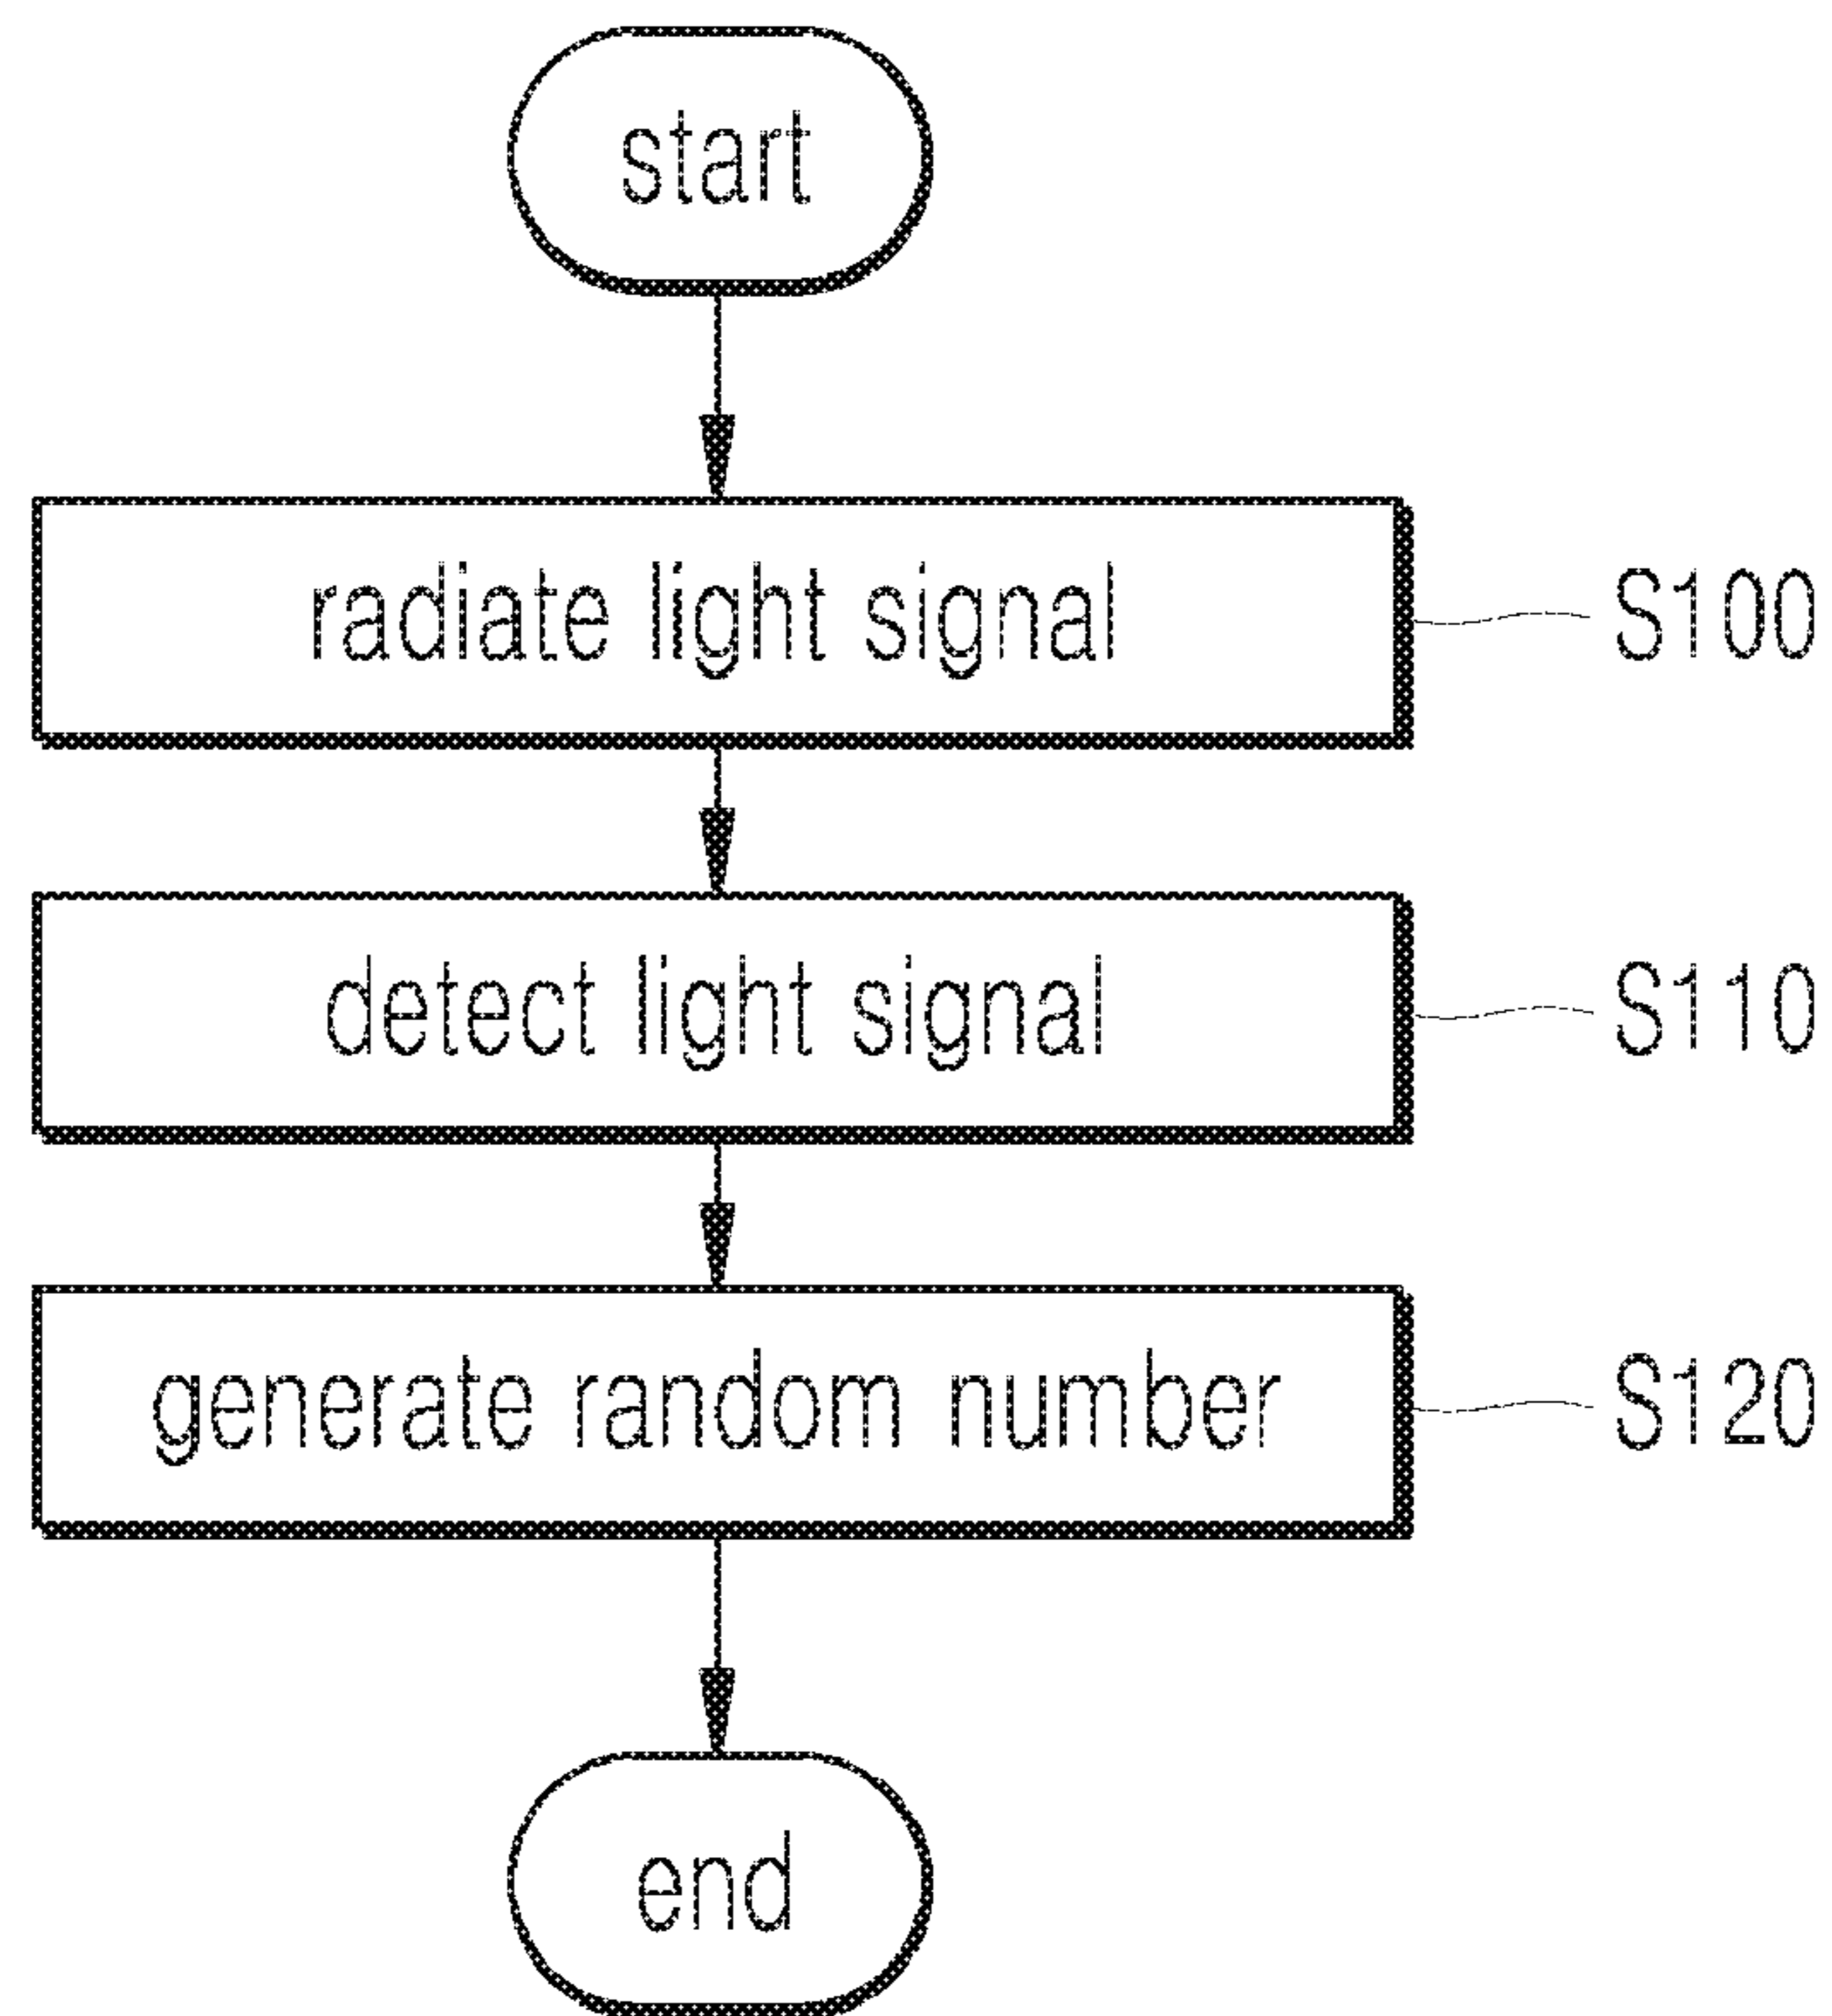 start
radiate light signal
S100
detect light signal
S110
generate random number
S120
end